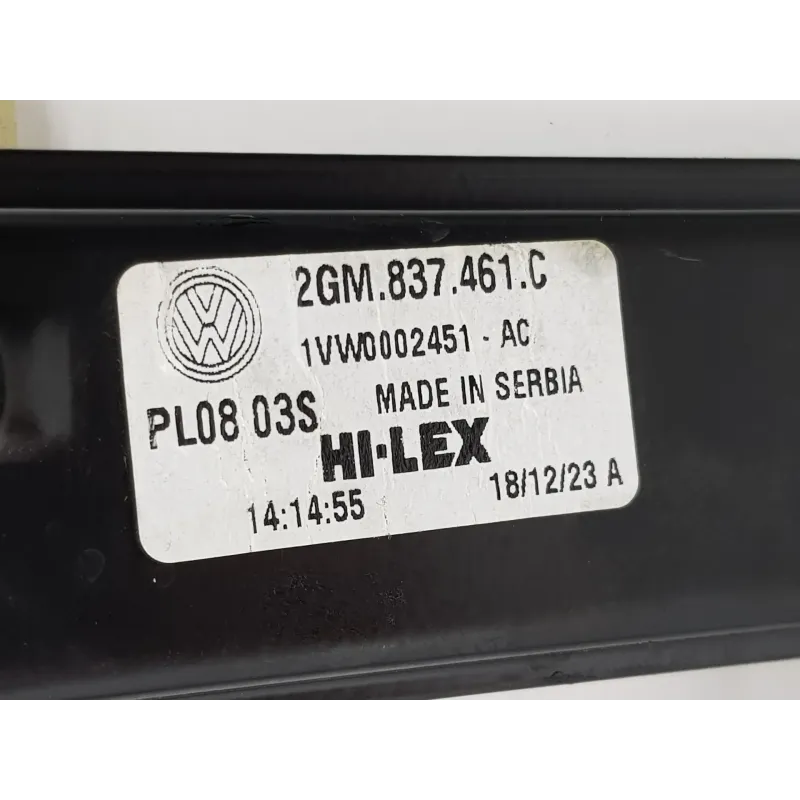 2GM.837.461.C
1VW0002451 - AC
PL08 03S MADE IN SERBIA
HI-LEX
14:14:55 18/12/23 A